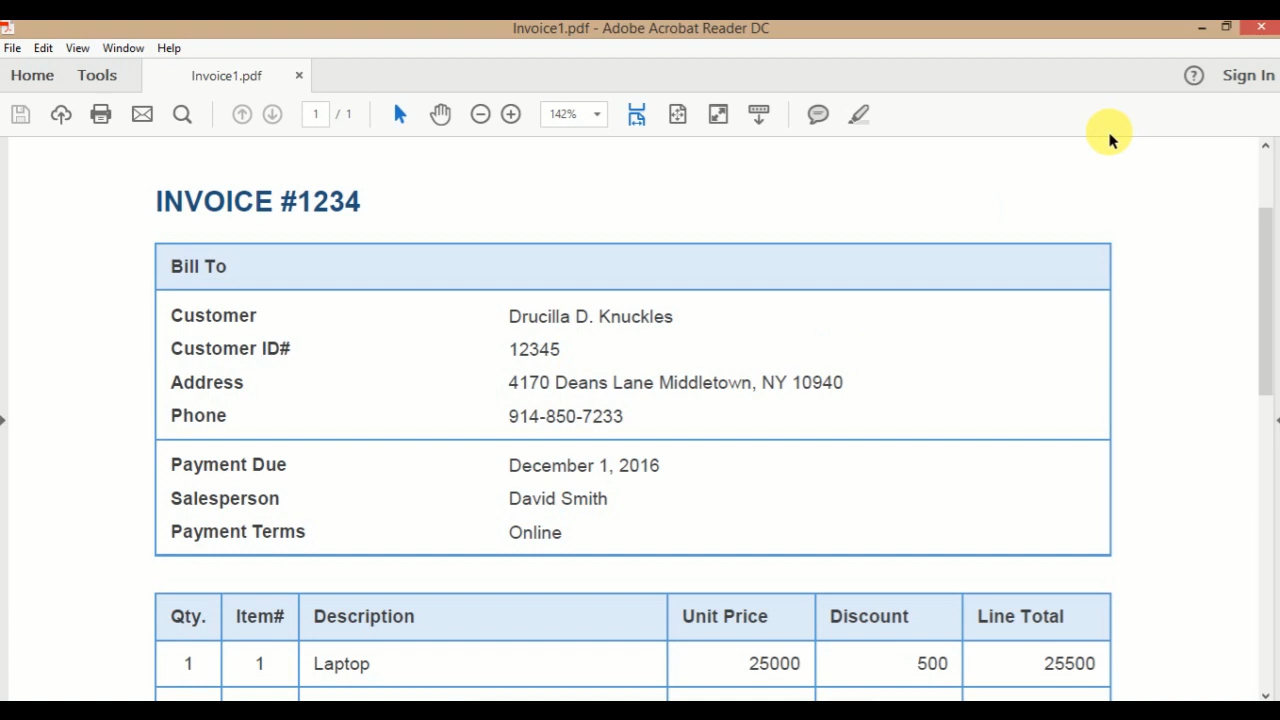 Invoice1.pdf - Adobe Acrobat Reader DC
File Edit View Window Help
Home Tools Invoice1.pdf × ? Sign In
1 / 1 142%
INVOICE #1234
Bill To
Customer Drucilla D. Knuckles
Customer ID# 12345
Address 4170 Deans Lane Middletown, NY 10940
Phone 914-850-7233
Payment Due December 1, 2016
Salesperson David Smith
Payment Terms Online
Qty. Item# Description Unit Price Discount Line Total
1 1 Laptop 25000 500 25500